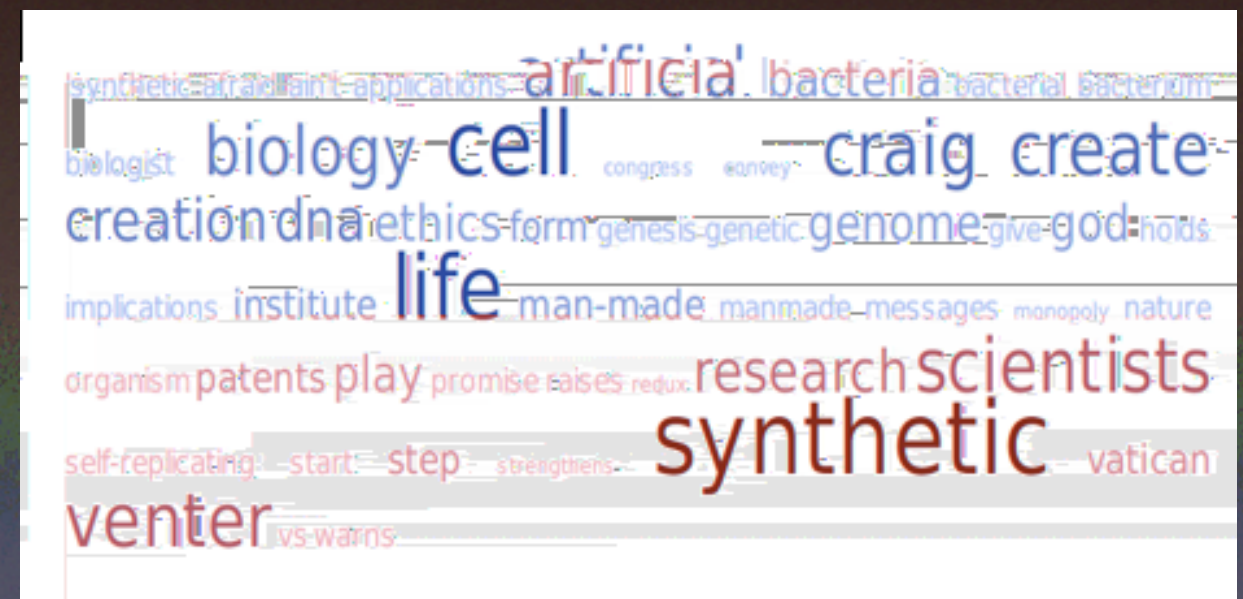 synthetic afraid ain't applications artificial bacteria bacterial bacterium
biologist biology cell congress convey craig create
creation dna ethics form genesis genetic genome give god holds
implications institute life man-made manmade messages monopoly nature
organism patents play promise raises redux research scientists
self-replicating start step strengthens synthetic vatican
venter vs warns